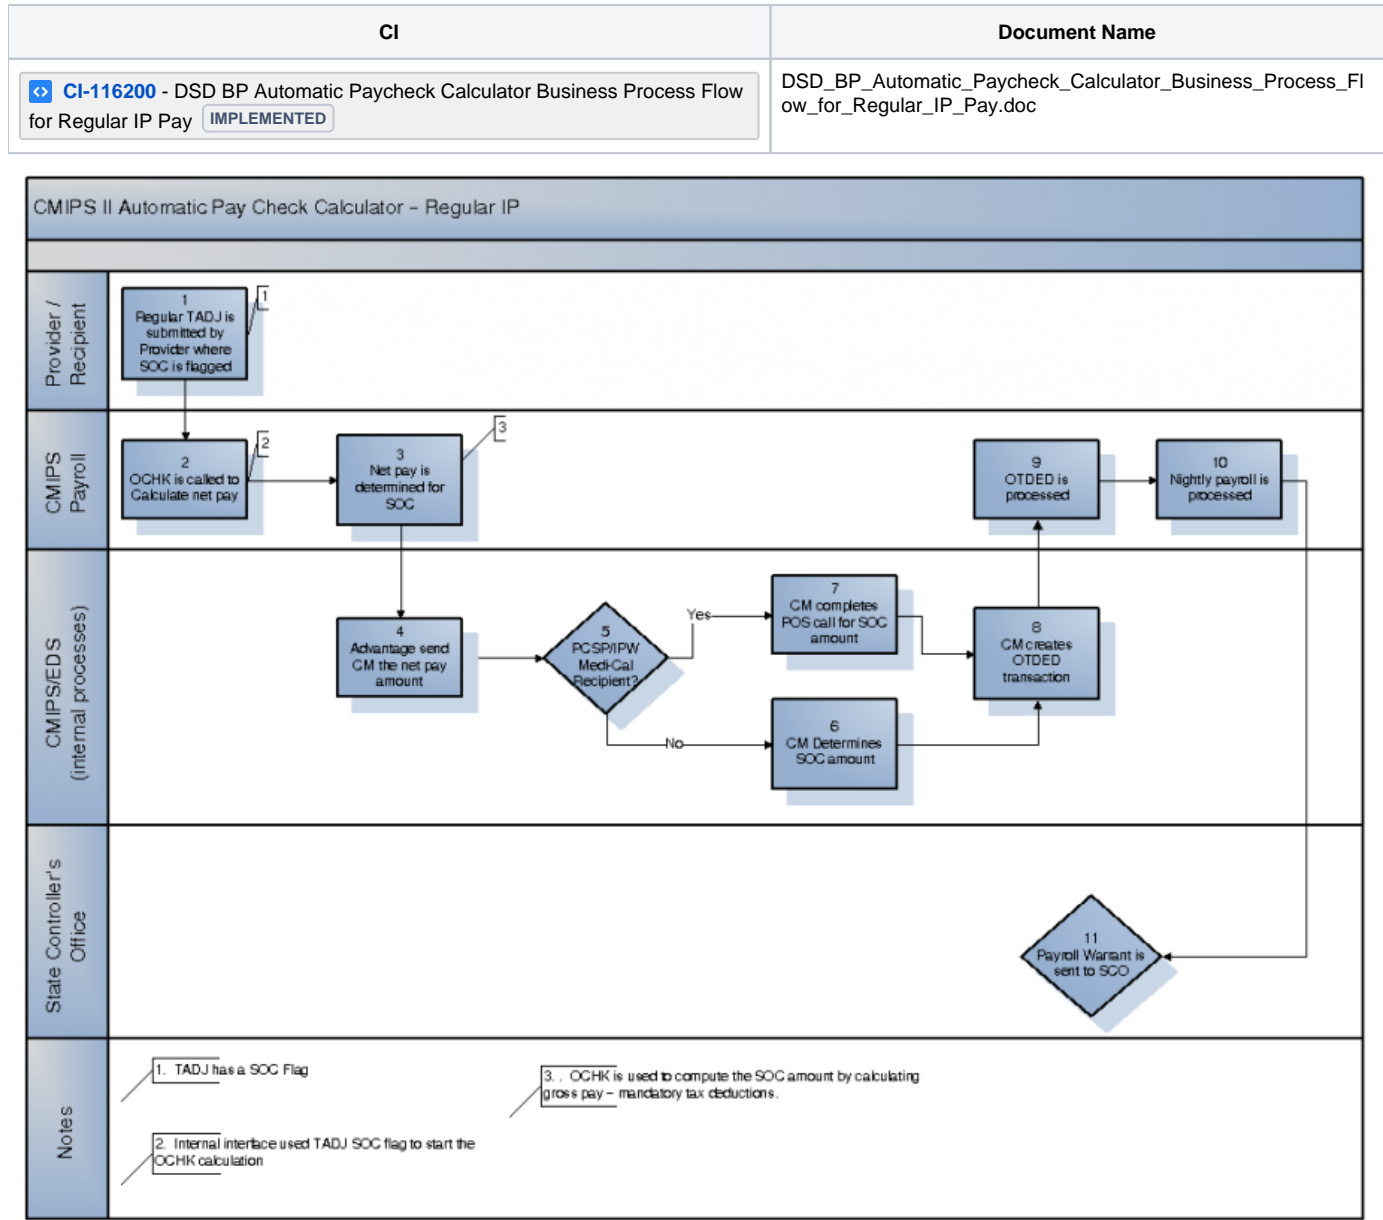 CI
Document Name
CI-116200 - DSD BP Automatic Paycheck Calculator Business Process Flow
for Regular IP Pay IMPLEMENTED
DSD_BP_Automatic_Paycheck_Calculator_Business_Process_Fl
ow_for_Regular_IP_Pay.doc
CMIPS II Automatic Pay Check Calculator – Regular IP
Provider /
Recipient
1
Regular TADJ is
submitted by
Provider where
SOC is flagged
1
CMIPS
Payroll
2
OCHK is called to
Calculate net pay
2
3
Net pay is
determined for
SOC
3
9
OTDED is
processed
10
Nightly payroll is
processed
CMIPS/EDS
(internal processes)
4
Advantage send
CM the net pay
amount
5
PCSP/IPW
Medi-Cal
Recipient?
Yes
No
7
CM completes
POS call for SOC
amount
6
CM Determines
SOC amount
8
CM creates
OTDED
transaction
State Controller's
Office
11
Payroll Warrant is
sent to SCO
Notes
1. TADJ has a SOC Flag
2. Internal interface used TADJ SOC flag to start the
OCHK calculation
3. . OCHK is used to compute the SOC amount by calculating
gross pay – mandatory tax deductions.